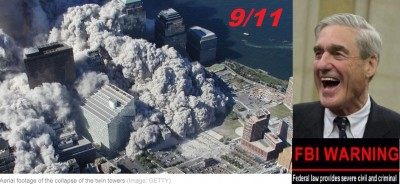 9/11
Aerial footage of the collapse of the twin towers (Image: GETTY)
FBI WARNING
Federal law provides severe civil and criminal